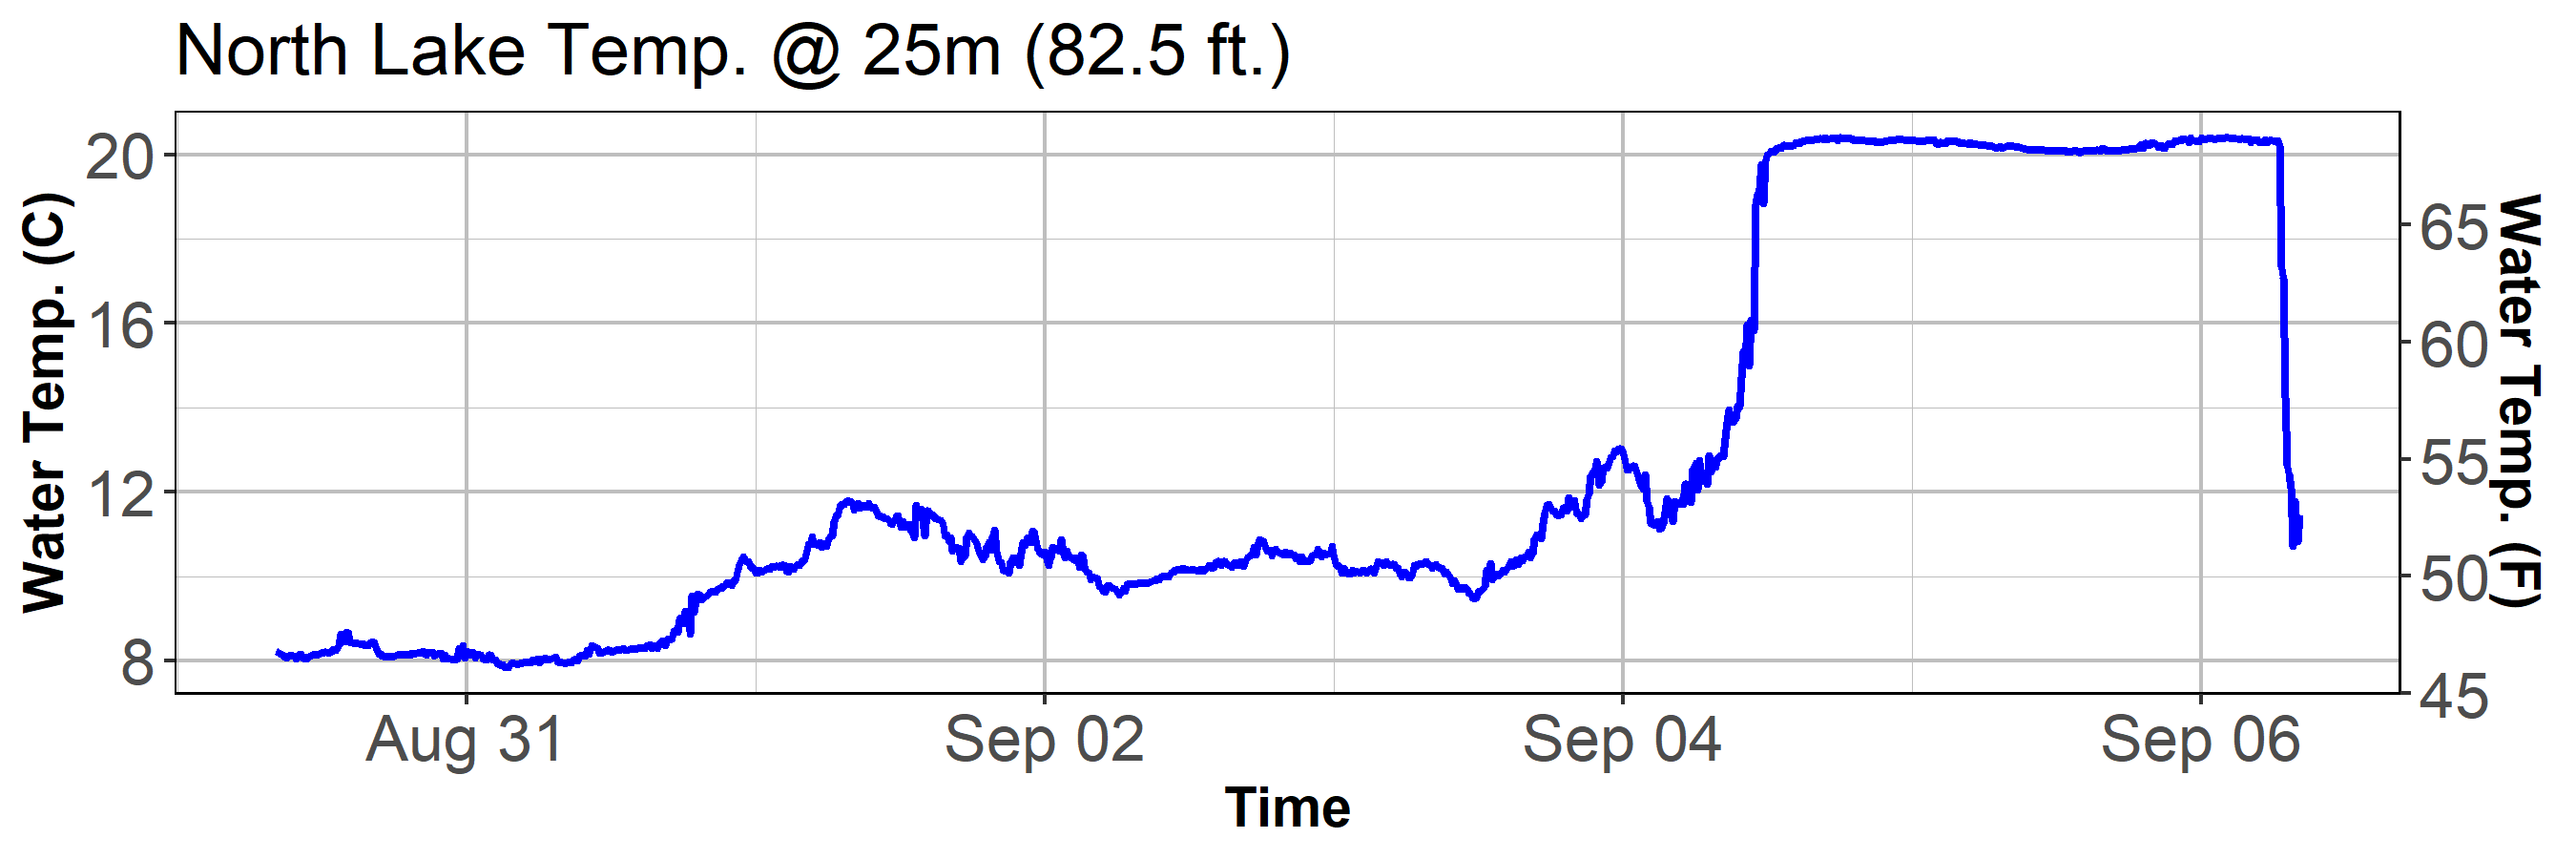 North Lake Temp. @ 25m (82.5 ft.)
Water Temp. (C)
20
16
12
8
65
60
55
50
45
Water Temp. (F)
Aug 31
Sep 02
Sep 04
Sep 06
Time